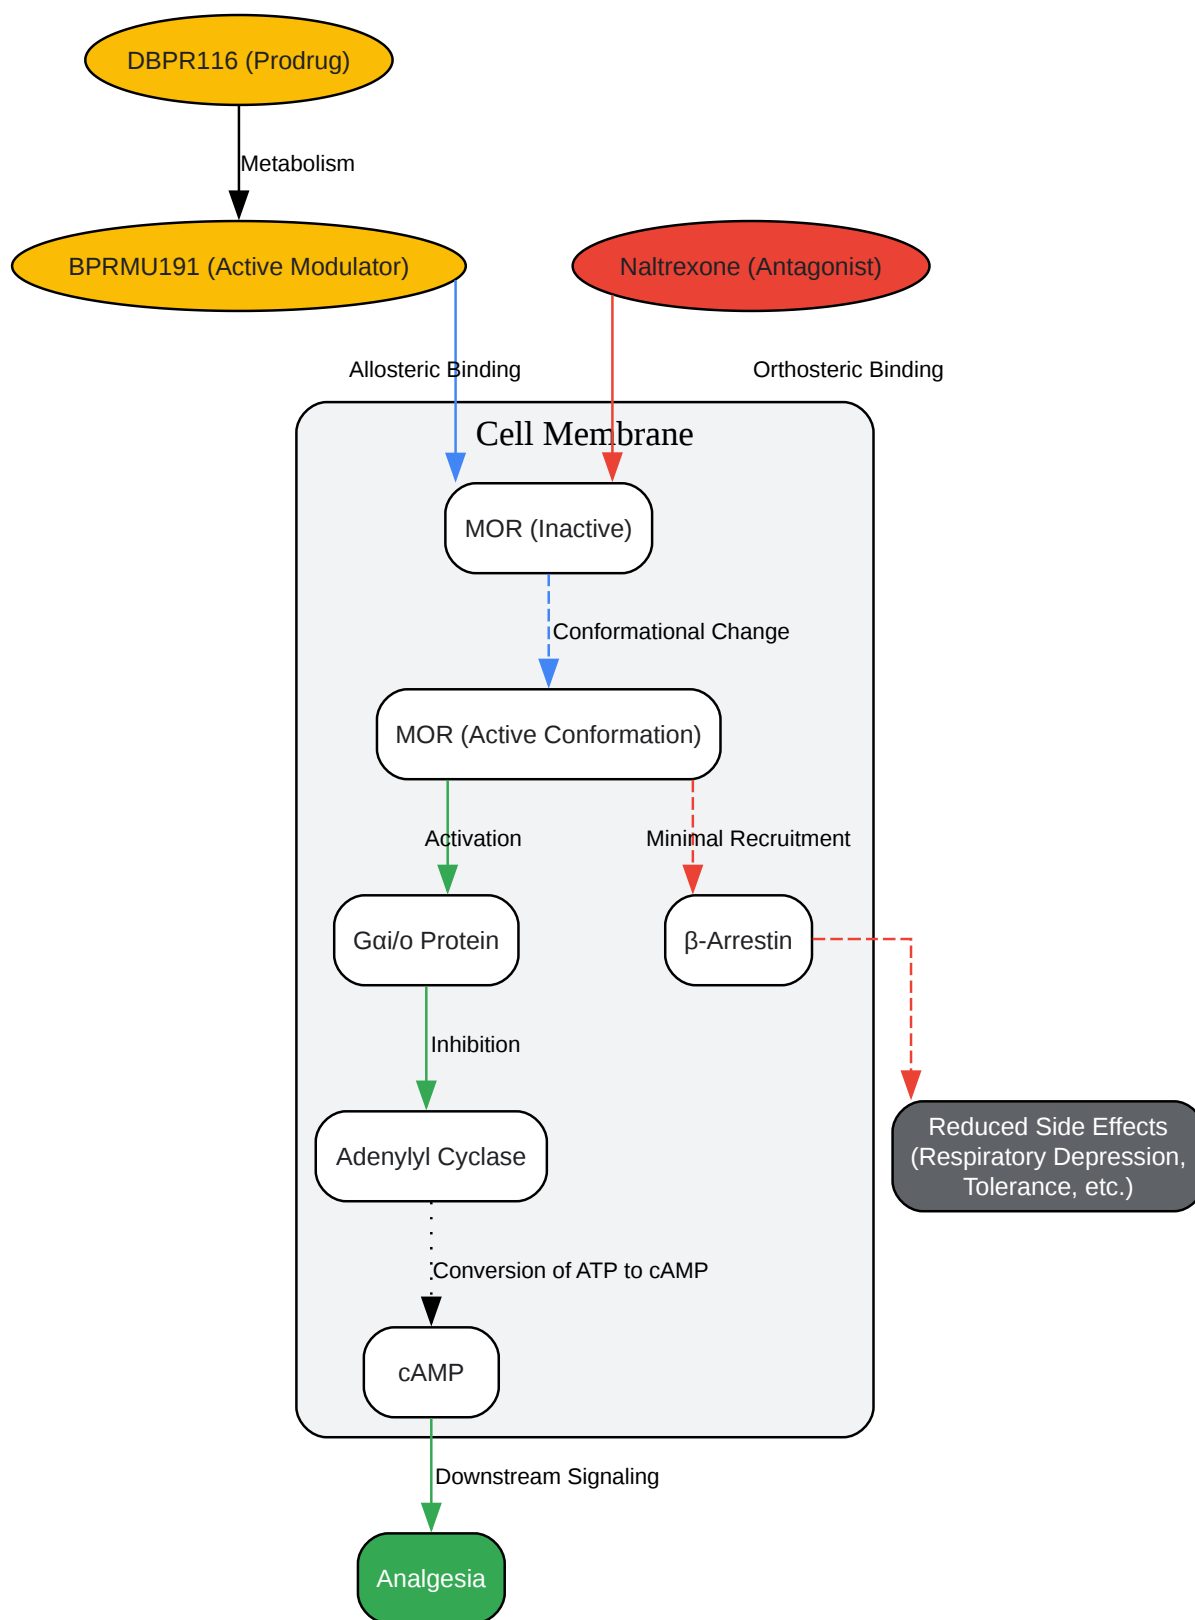 DBPR116 (Prodrug)
Metabolism
BPRMU191 (Active Modulator)
Naltrexone (Antagonist)
Allosteric Binding
Orthosteric Binding
Cell Membrane
MOR (Inactive)
Conformational Change
MOR (Active Conformation)
Activation
Minimal Recruitment
Gαi/o Protein
β-Arrestin
Inhibition
Reduced Side Effects
(Respiratory Depression,
Tolerance, etc.)
Adenylyl Cyclase
Conversion of ATP to cAMP
cAMP
Downstream Signaling
Analgesia